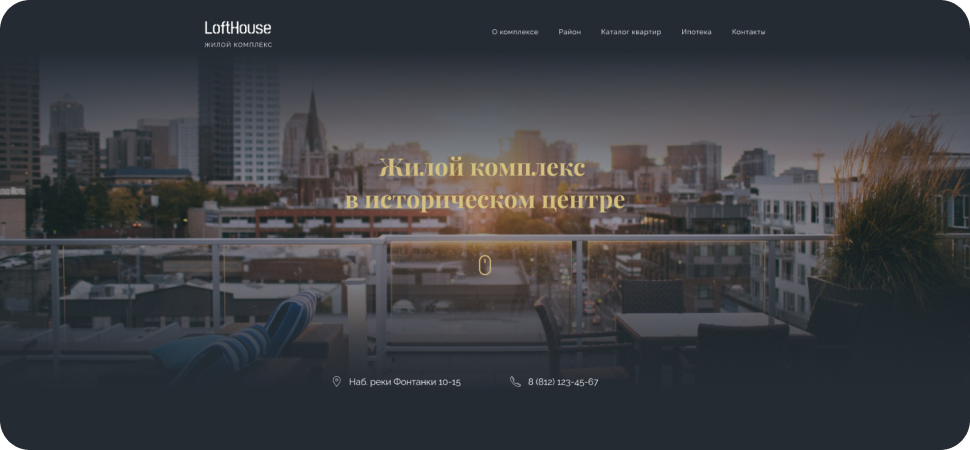 LoftHouse
ЖИЛОЙ КОМПЛЕКС
О комплексе Район Каталог квартир Ипотека Контакты
Жилой комплекс
в историческом центре
Наб. реки Фонтанки 10-15 8 (812) 123-45-67